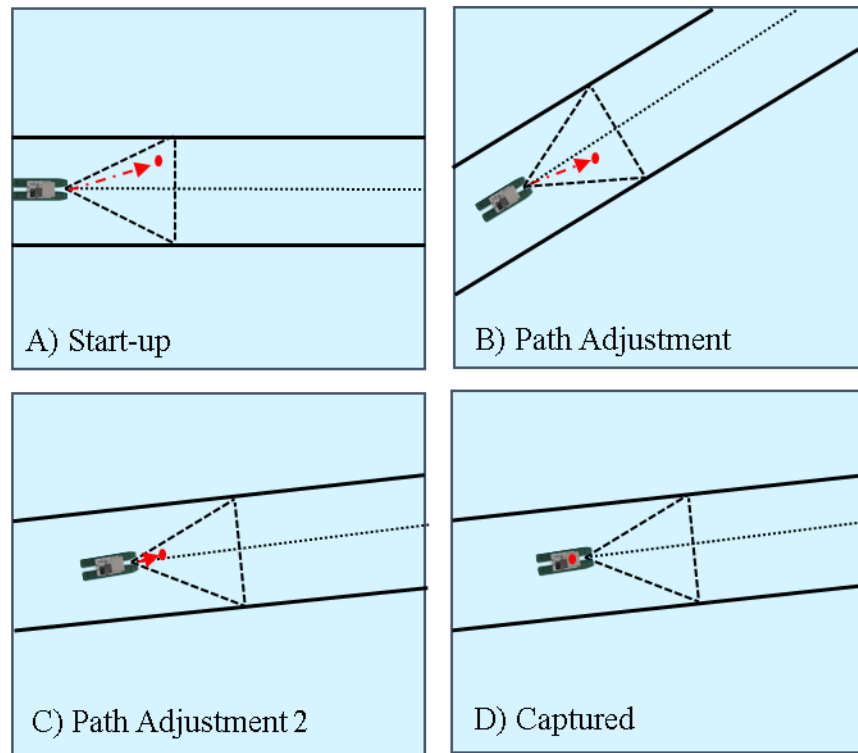 A) Start-up
B) Path Adjustment
C) Path Adjustment 2
D) Captured